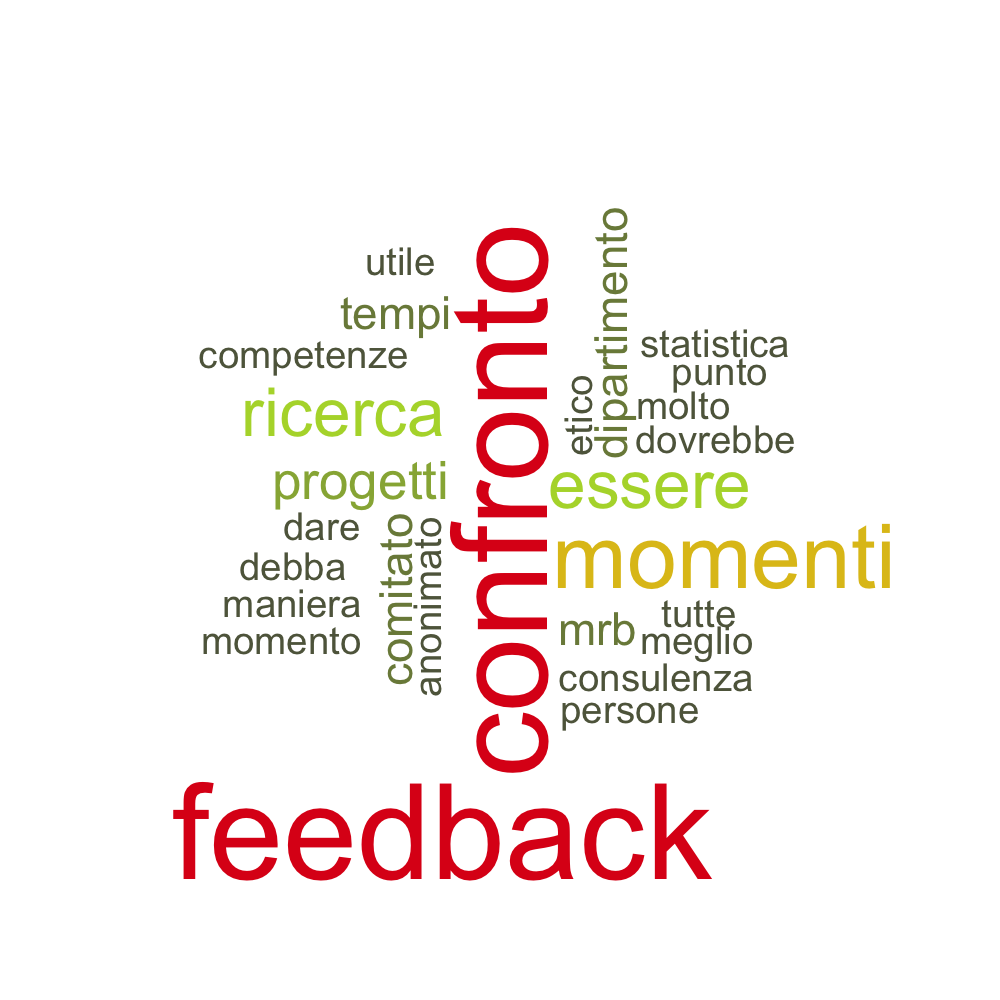 utile
tempi
competenze
ricerca
progetti
dare
debba
maniera
momento
comitato
anonimato
confronto
etico
dipartimento
statistica
punto
molto
dovrebbe
essere
momenti
mrb
tutte
meglio
consulenza
persone
feedback